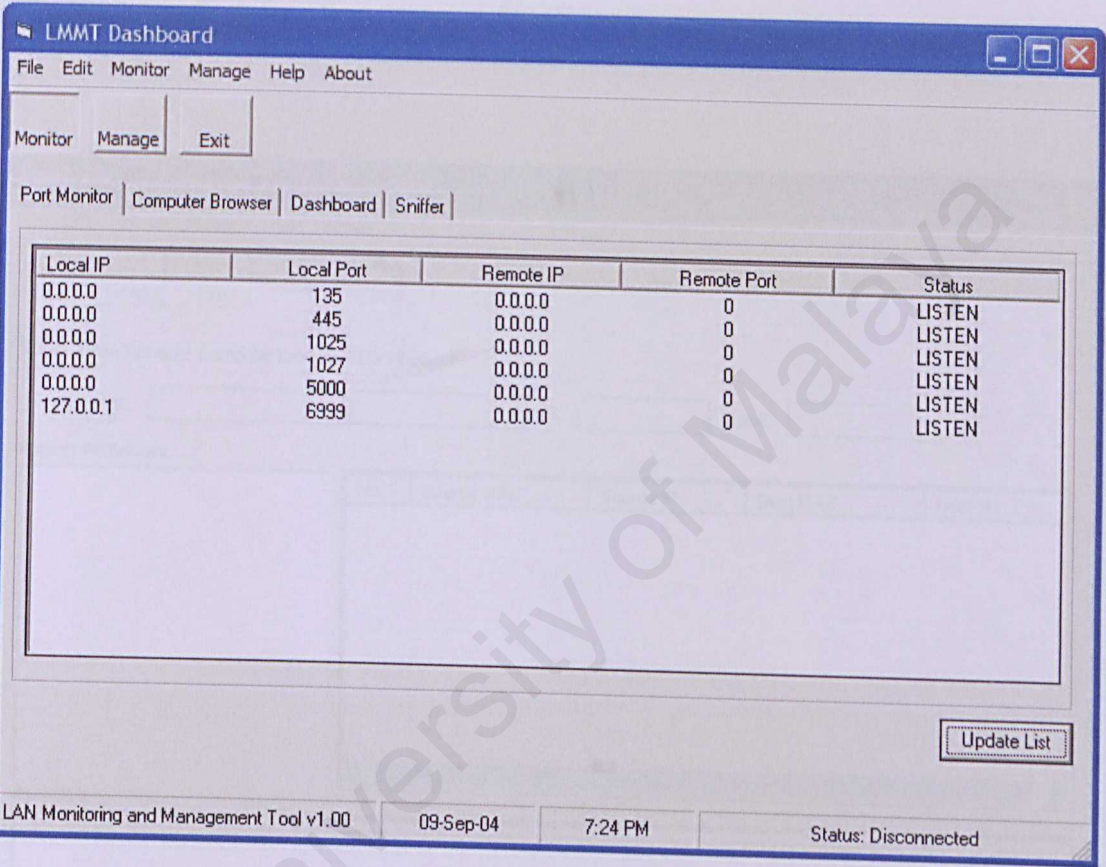 LMMT Dashboard
File Edit Monitor Manage Help About
Monitor Manage Exit
Port Monitor Computer Browser Dashboard Sniffer
Local IP Local Port Remote IP Remote Port Status
0.0.0.0 135 0.0.0.0 0 LISTEN
0.0.0.0 445 0.0.0.0 0 LISTEN
0.0.0.0 1025 0.0.0.0 0 LISTEN
0.0.0.0 1027 0.0.0.0 0 LISTEN
0.0.0.0 5000 0.0.0.0 0 LISTEN
127.0.0.1 6999 0.0.0.0 0 LISTEN
Update List
LAN Monitoring and Management Tool v1.00 09-Sep-04 7:24 PM Status: Disconnected
versity of Malaya